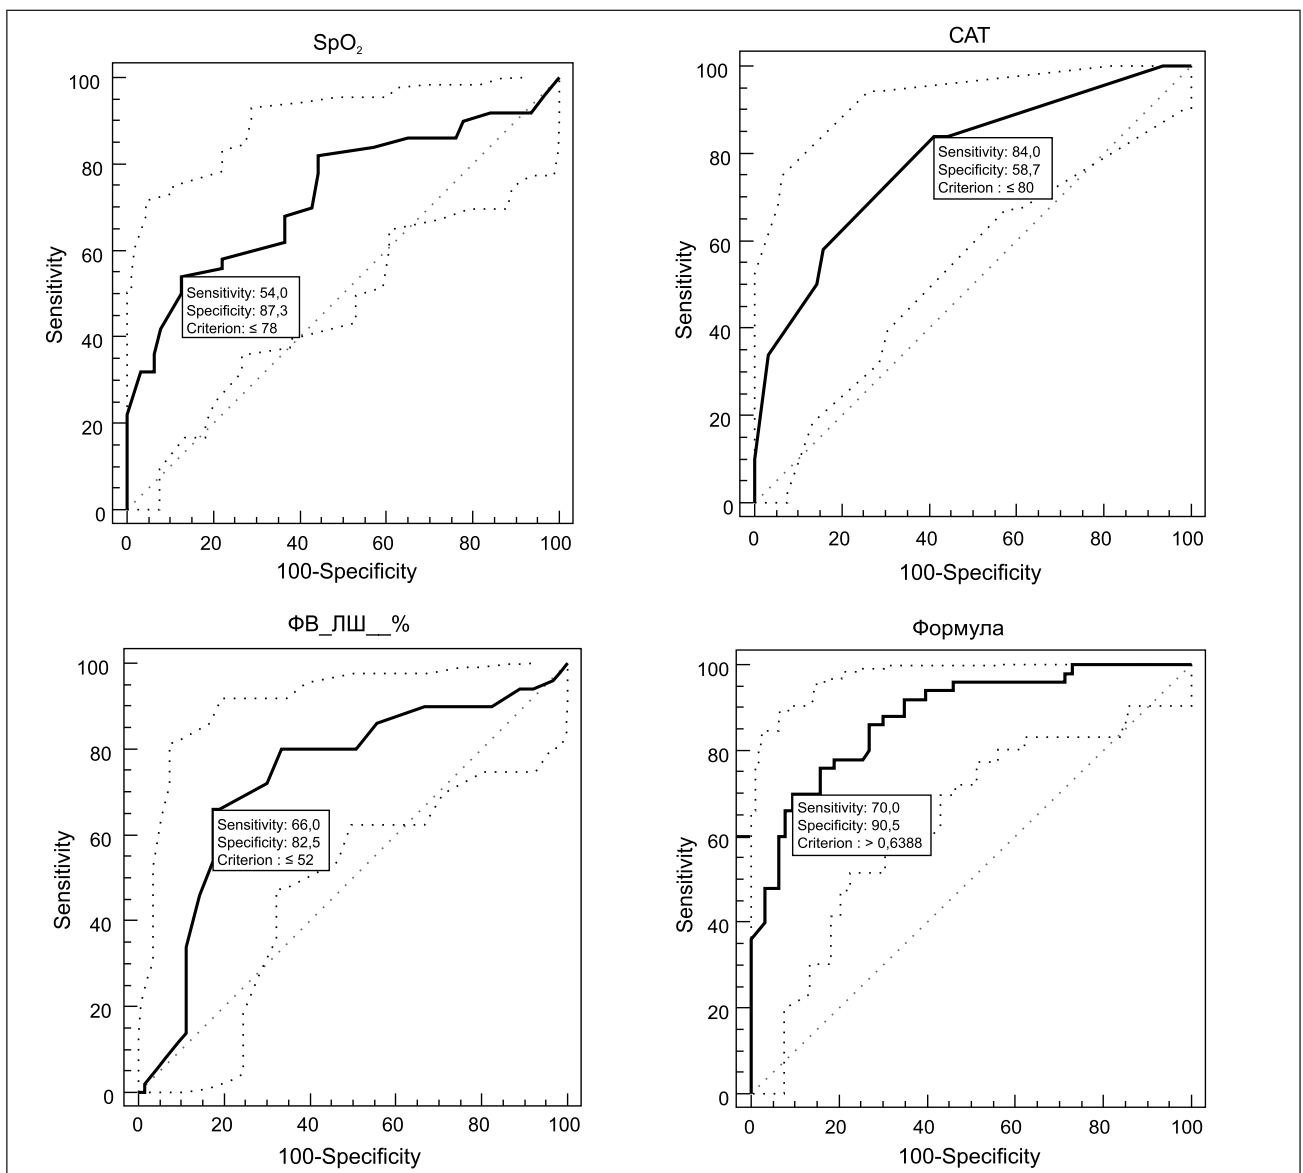 SpO₂
100
80
60
40
20
0
Sensitivity
Sensitivity: 54,0
Specificity: 87,3
Criterion: ≤ 78
0 20 40 60 80 100
100-Specificity
САТ
100
80
60
40
20
0
Sensitivity
Sensitivity: 84,0
Specificity: 58,7
Criterion : ≤ 80
0 20 40 60 80 100
100-Specificity
ФВ_ЛШ__%
100
80
60
40
20
0
Sensitivity
Sensitivity: 66,0
Specificity: 82,5
Criterion : ≤ 52
0 20 40 60 80 100
100-Specificity
Формула
100
80
60
40
20
0
Sensitivity
Sensitivity: 70,0
Specificity: 90,5
Criterion : > 0,6388
0 20 40 60 80 100
100-Specificity